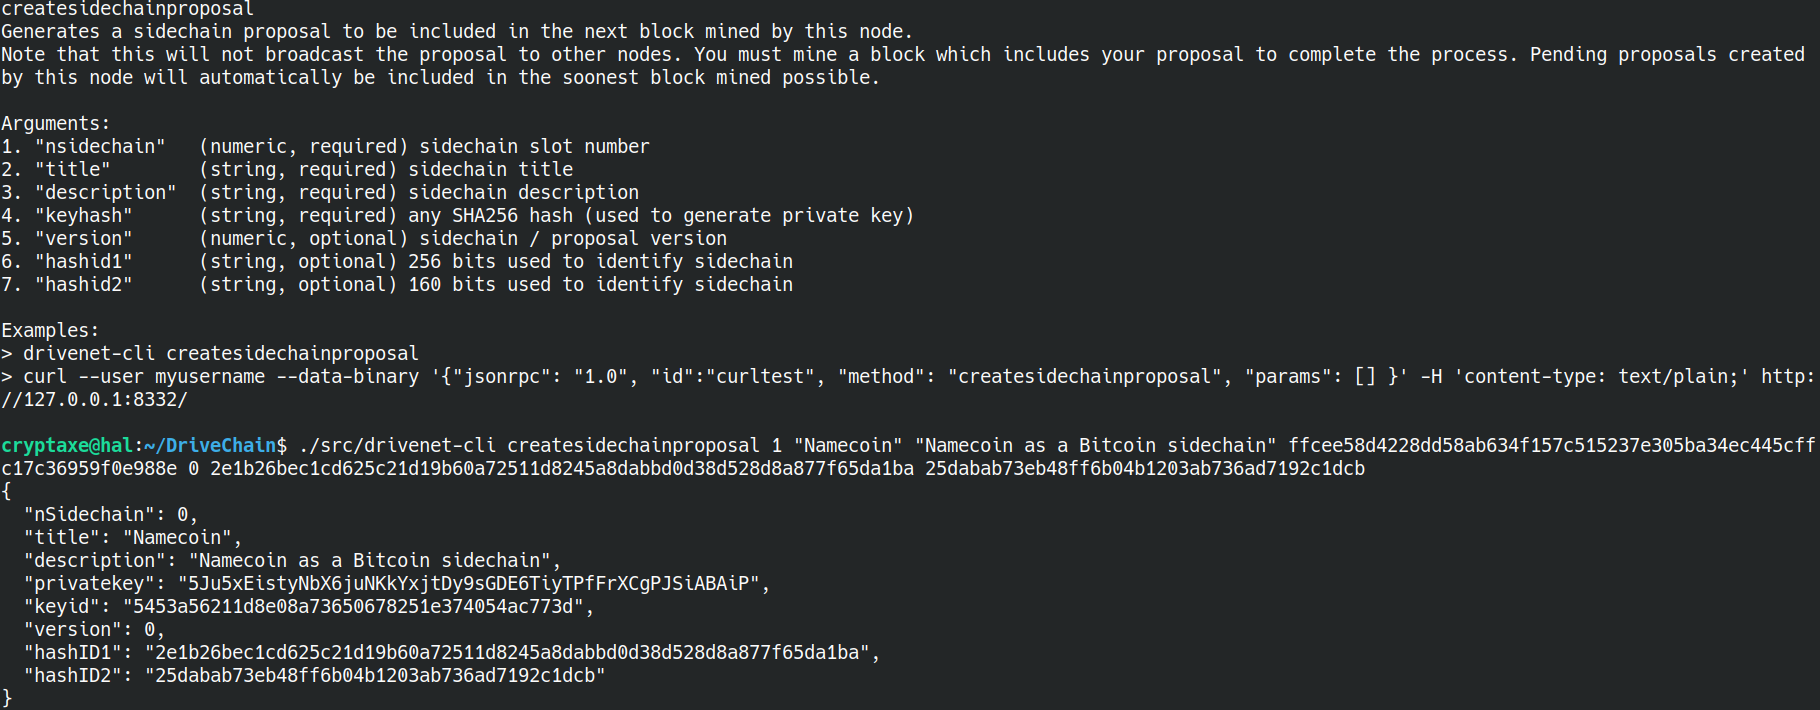 createsidechainproposal
Generates a sidechain proposal to be included in the next block mined by this node.
Note that this will not broadcast the proposal to other nodes. You must mine a block which includes your proposal to complete the process. Pending proposals created
by this node will automatically be included in the soonest block mined possible.

Arguments:
1. "nsidechain"   (numeric, required) sidechain slot number
2. "title"        (string, required) sidechain title
3. "description"  (string, required) sidechain description
4. "keyhash"      (string, required) any SHA256 hash (used to generate private key)
5. "version"      (numeric, optional) sidechain / proposal version
6. "hashid1"      (string, optional) 256 bits used to identify sidechain
7. "hashid2"      (string, optional) 160 bits used to identify sidechain

Examples:
> drivenet-cli createsidechainproposal
> curl --user myusername --data-binary '{"jsonrpc": "1.0", "id":"curltest", "method": "createsidechainproposal", "params": [] }' -H 'content-type: text/plain;' http:
//127.0.0.1:8332/

cryptaxe@hal:~/DriveChain$ ./src/drivenet-cli createsidechainproposal 1 "Namecoin" "Namecoin as a Bitcoin sidechain" ffcee58d4228dd58ab634f157c515237e305ba34ec445cff
c17c36959f0e988e 0 2e1b26bec1cd625c21d19b60a72511d8245a8dabbd0d38d528d8a877f65da1ba 25dabab73eb48ff6b04b1203ab736ad7192c1dcb
{
  "nSidechain": 0,
  "title": "Namecoin",
  "description": "Namecoin as a Bitcoin sidechain",
  "privatekey": "5Ju5xEistyNbX6juNKkYxjtDy9sGDE6TiyTPfFrXCgPJSiABAiP",
  "keyid": "5453a56211d8e08a73650678251e374054ac773d",
  "version": 0,
  "hashID1": "2e1b26bec1cd625c21d19b60a72511d8245a8dabbd0d38d528d8a877f65da1ba",
  "hashID2": "25dabab73eb48ff6b04b1203ab736ad7192c1dcb"
}